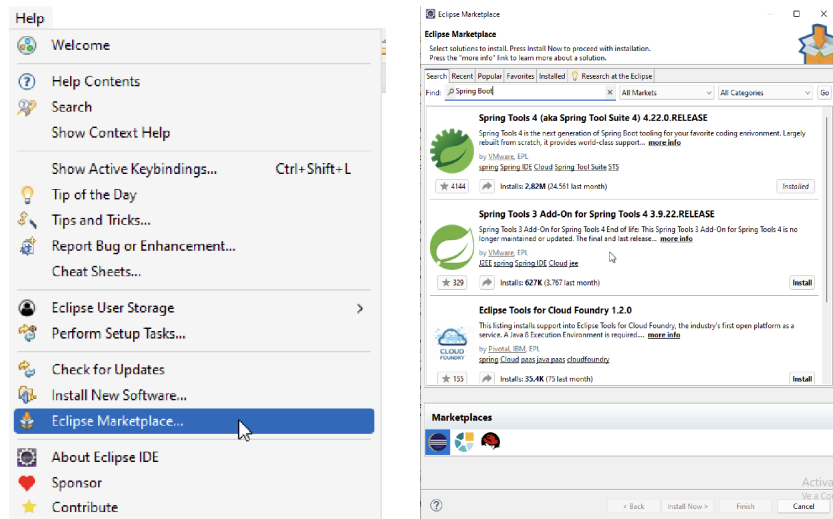 Help
Welcome
Help Contents
Search
Show Context Help
Show Active Keybindings... Ctrl+Shift+L
Tip of the Day
Tips and Tricks...
Report Bug or Enhancement...
Cheat Sheets...
Eclipse User Storage
Perform Setup Tasks...
Check for Updates
Install New Software...
Eclipse Marketplace...
About Eclipse IDE
Sponsor
Contribute
Eclipse Marketplace
Eclipse Marketplace
Select solutions to install. Press Install Now to proceed with installation.
Press the "more info" link to learn more about a solution.
Search Recent Popular Favorites Installed Research at the Eclipse
Find: Spring Boot All Markets All Categories Go
Spring Tools 4 (aka Spring Tool Suite 4) 4.22.0.RELEASE
Spring Tools 4 is the next generation of Spring Boot tooling for your favorite coding enrivonment. Largely
rebuilt from scratch, it provides world-class support... more info
by VMware, EPL
spring Spring IDE Cloud Spring Tool Suite STS
4144 Installs: 2,82M (24.561 last month) Installed
Spring Tools 3 Add-On for Spring Tools 4 3.9.22.RELEASE
Spring Tools 3 Add-On for Spring Tools 4 End of life: This Spring Tools 3 Add-On for Spring Tools 4 is no
longer maintained or updated. The final and last release... more info
by VMware, EPL
J2EE spring Spring IDE Cloud jee
329 Installs: 627K (3.767 last month) Install
Eclipse Tools for Cloud Foundry 1.2.0
This listing installs support into Eclipse Tools for Cloud Foundry, the industry's first open platform as a
service. A Java 8 Execution Environment is required.... more info
CLOUD
FOUNDRY
by Pivotal, IBM, EPL
spring Cloud paas java paas cloudfoundry
155 Installs: 35,4K (75 last month) Install
Marketplaces
Activa
Ve a Co
< Back Install Now > Finish Cancel